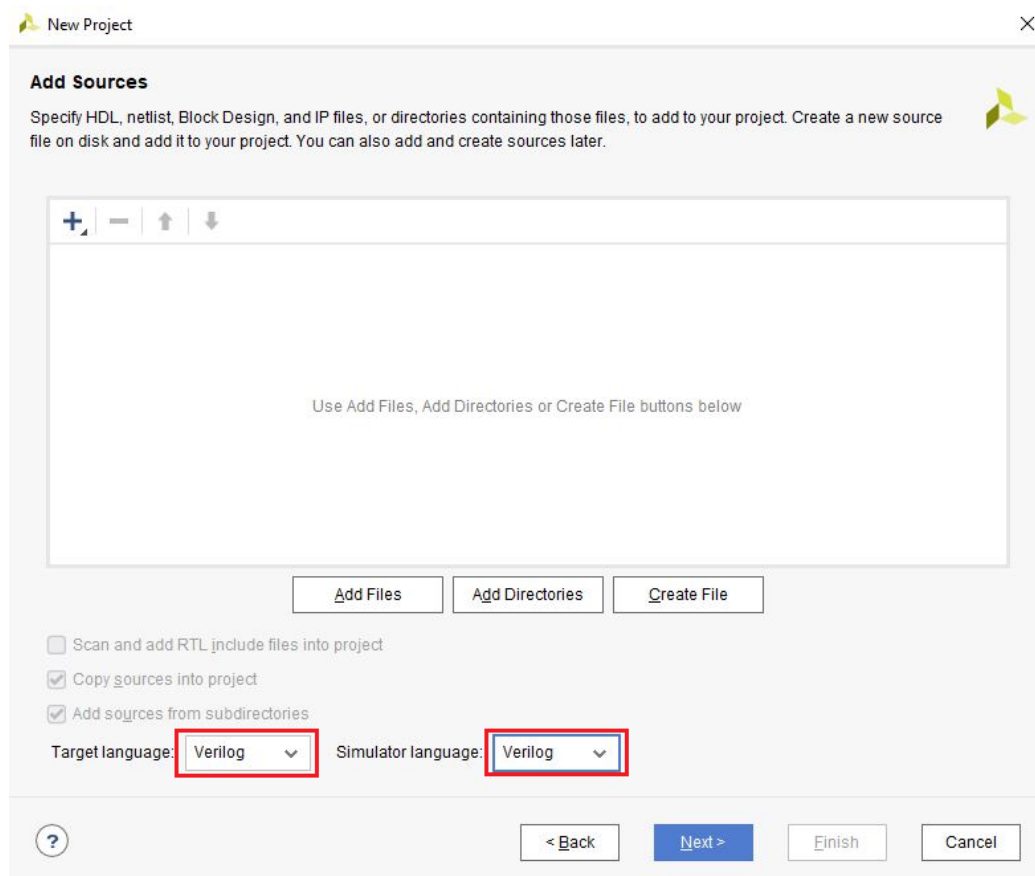 New Project
Add Sources
Specify HDL, netlist, Block Design, and IP files, or directories containing those files, to add to your project. Create a new source
file on disk and add it to your project. You can also add and create sources later.
Use Add Files, Add Directories or Create File buttons below
Add Files Add Directories Create File
Scan and add RTL include files into project
Copy sources into project
Add sources from subdirectories
Target language: Verilog Simulator language: Verilog
? < Back Next > Finish Cancel